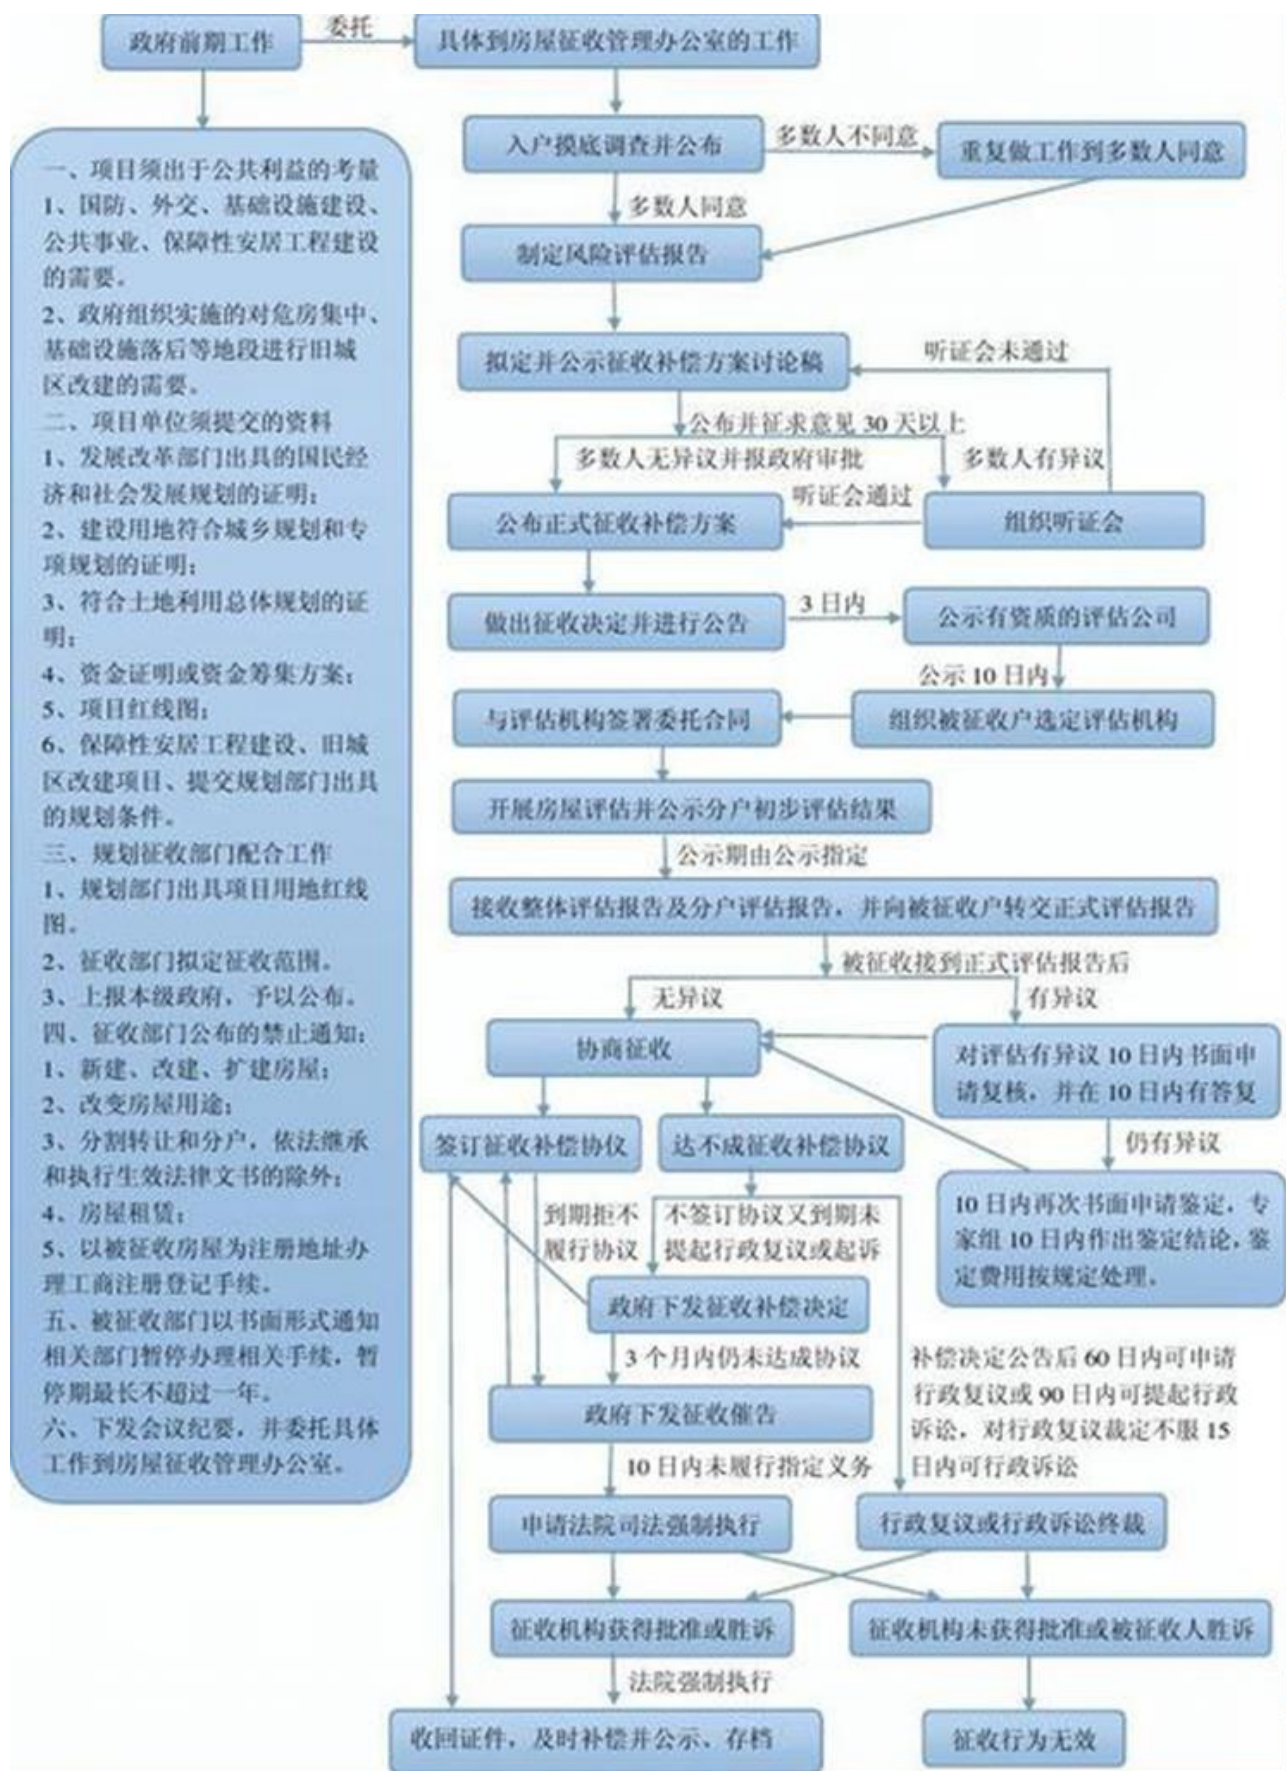 政府前期工作
委托
具体到房屋征收管理办公室的工作
一、项目须出于公共利益的考量
1、国防、外交、基础设施建设、
公共事业、保障性安居工程建设
的需要。
2、政府组织实施的对危房集中、
基础设施落后等地段进行旧城
区改建的需要。
二、项目单位须提交的资料
1、发展改革部门出具的国民经
济和社会发展规划的证明;
2、建设用地符合城乡规划和专
项规划的证明;
3、符合土地利用总体规划的证
明;
4、资金证明或资金筹集方案;
5、项目红线图;
6、保障性安居工程建设、旧城
区改建项目、提交规划部门出具
的规划条件。
三、规划征收部门配合工作
1、规划部门出具项目用地红线
图。
2、征收部门拟定征收范围。
3、上报本级政府，予以公布。
四、征收部门公布的禁止通知:
1、新建、改建、扩建房屋;
2、改变房屋用途;
3、分割转让和分户，依法继承
和执行生效法律文书的除外;
4、房屋租赁;
5、以被征收房屋为注册地址办
理工商注册登记手续。
五、被征收部门以书面形式通知
相关部门暂停办理相关手续，暂
停期最长不超过一年。
六、下发会议纪要，并委托具体
工作到房屋征收管理办公室。
入户摸底调查并公布
多数人不同意
重复做工作到多数人同意
多数人同意
制定风险评估报告
拟定并公示征收补偿方案讨论稿
听证会未通过
公布并征求意见 30 天以上
多数人无异议并报政府审批
多数人有异议
公布正式征收补偿方案
听证会通过
组织听证会
做出征收决定并进行公告
3 日内
公示有资质的评估公司
公示 10 日内
与评估机构签署委托合同
组织被征收户选定评估机构
开展房屋评估并公示分户初步评估结果
公示期由公示指定
接收整体评估报告及分户评估报告，并向被征收户转交正式评估报告
被征收接到正式评估报告后
无异议
有异议
协商征收
对评估有异议 10 日内书面申
请复核，并在 10 日内有答复
签订征收补偿协仪
达不成征收补偿协议
仍有异议
10 日内再次书面申请鉴定，专
家组 10 日内作出鉴定结论，鉴
定费用按规定处理。
到期拒不
履行协议
不签订协议又到期未
提起行政复议或起诉
政府下发征收补偿决定
3 个月内仍未达成协议
补偿决定公告后 60 日内可申请
行政复议或 90 日内可提起行政
诉讼，对行政复议裁定不服 15
日内可行政诉讼
政府下发征收催告
10 日内未履行指定义务
申请法院司法强制执行
行政复议或行政诉讼终裁
征收机构获得批准或胜诉
征收机构未获得批准或被征收人胜诉
法院强制执行
收回证件，及时补偿并公示、存档
征收行为无效